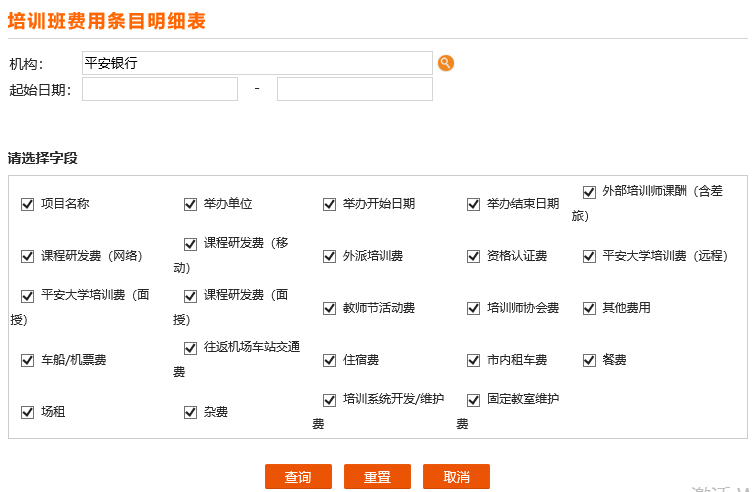 培训班费用条目明细表
机构: 平安银行
起始日期: -
请选择字段
项目名称 举办单位 举办开始日期 举办结束日期 外部培训师课酬（含差旅）
课程研发费（网络） 课程研发费（移动） 外派培训费 资格认证费 平安大学培训费（远程）
平安大学培训费（面授） 课程研发费（面授） 教师节活动费 培训师协会费 其他费用
车船/机票费 往返机场车站交通费 住宿费 市内租车费 餐费
场租 杂费 培训系统开发/维护费 固定教室维护费
查询 重置 取消